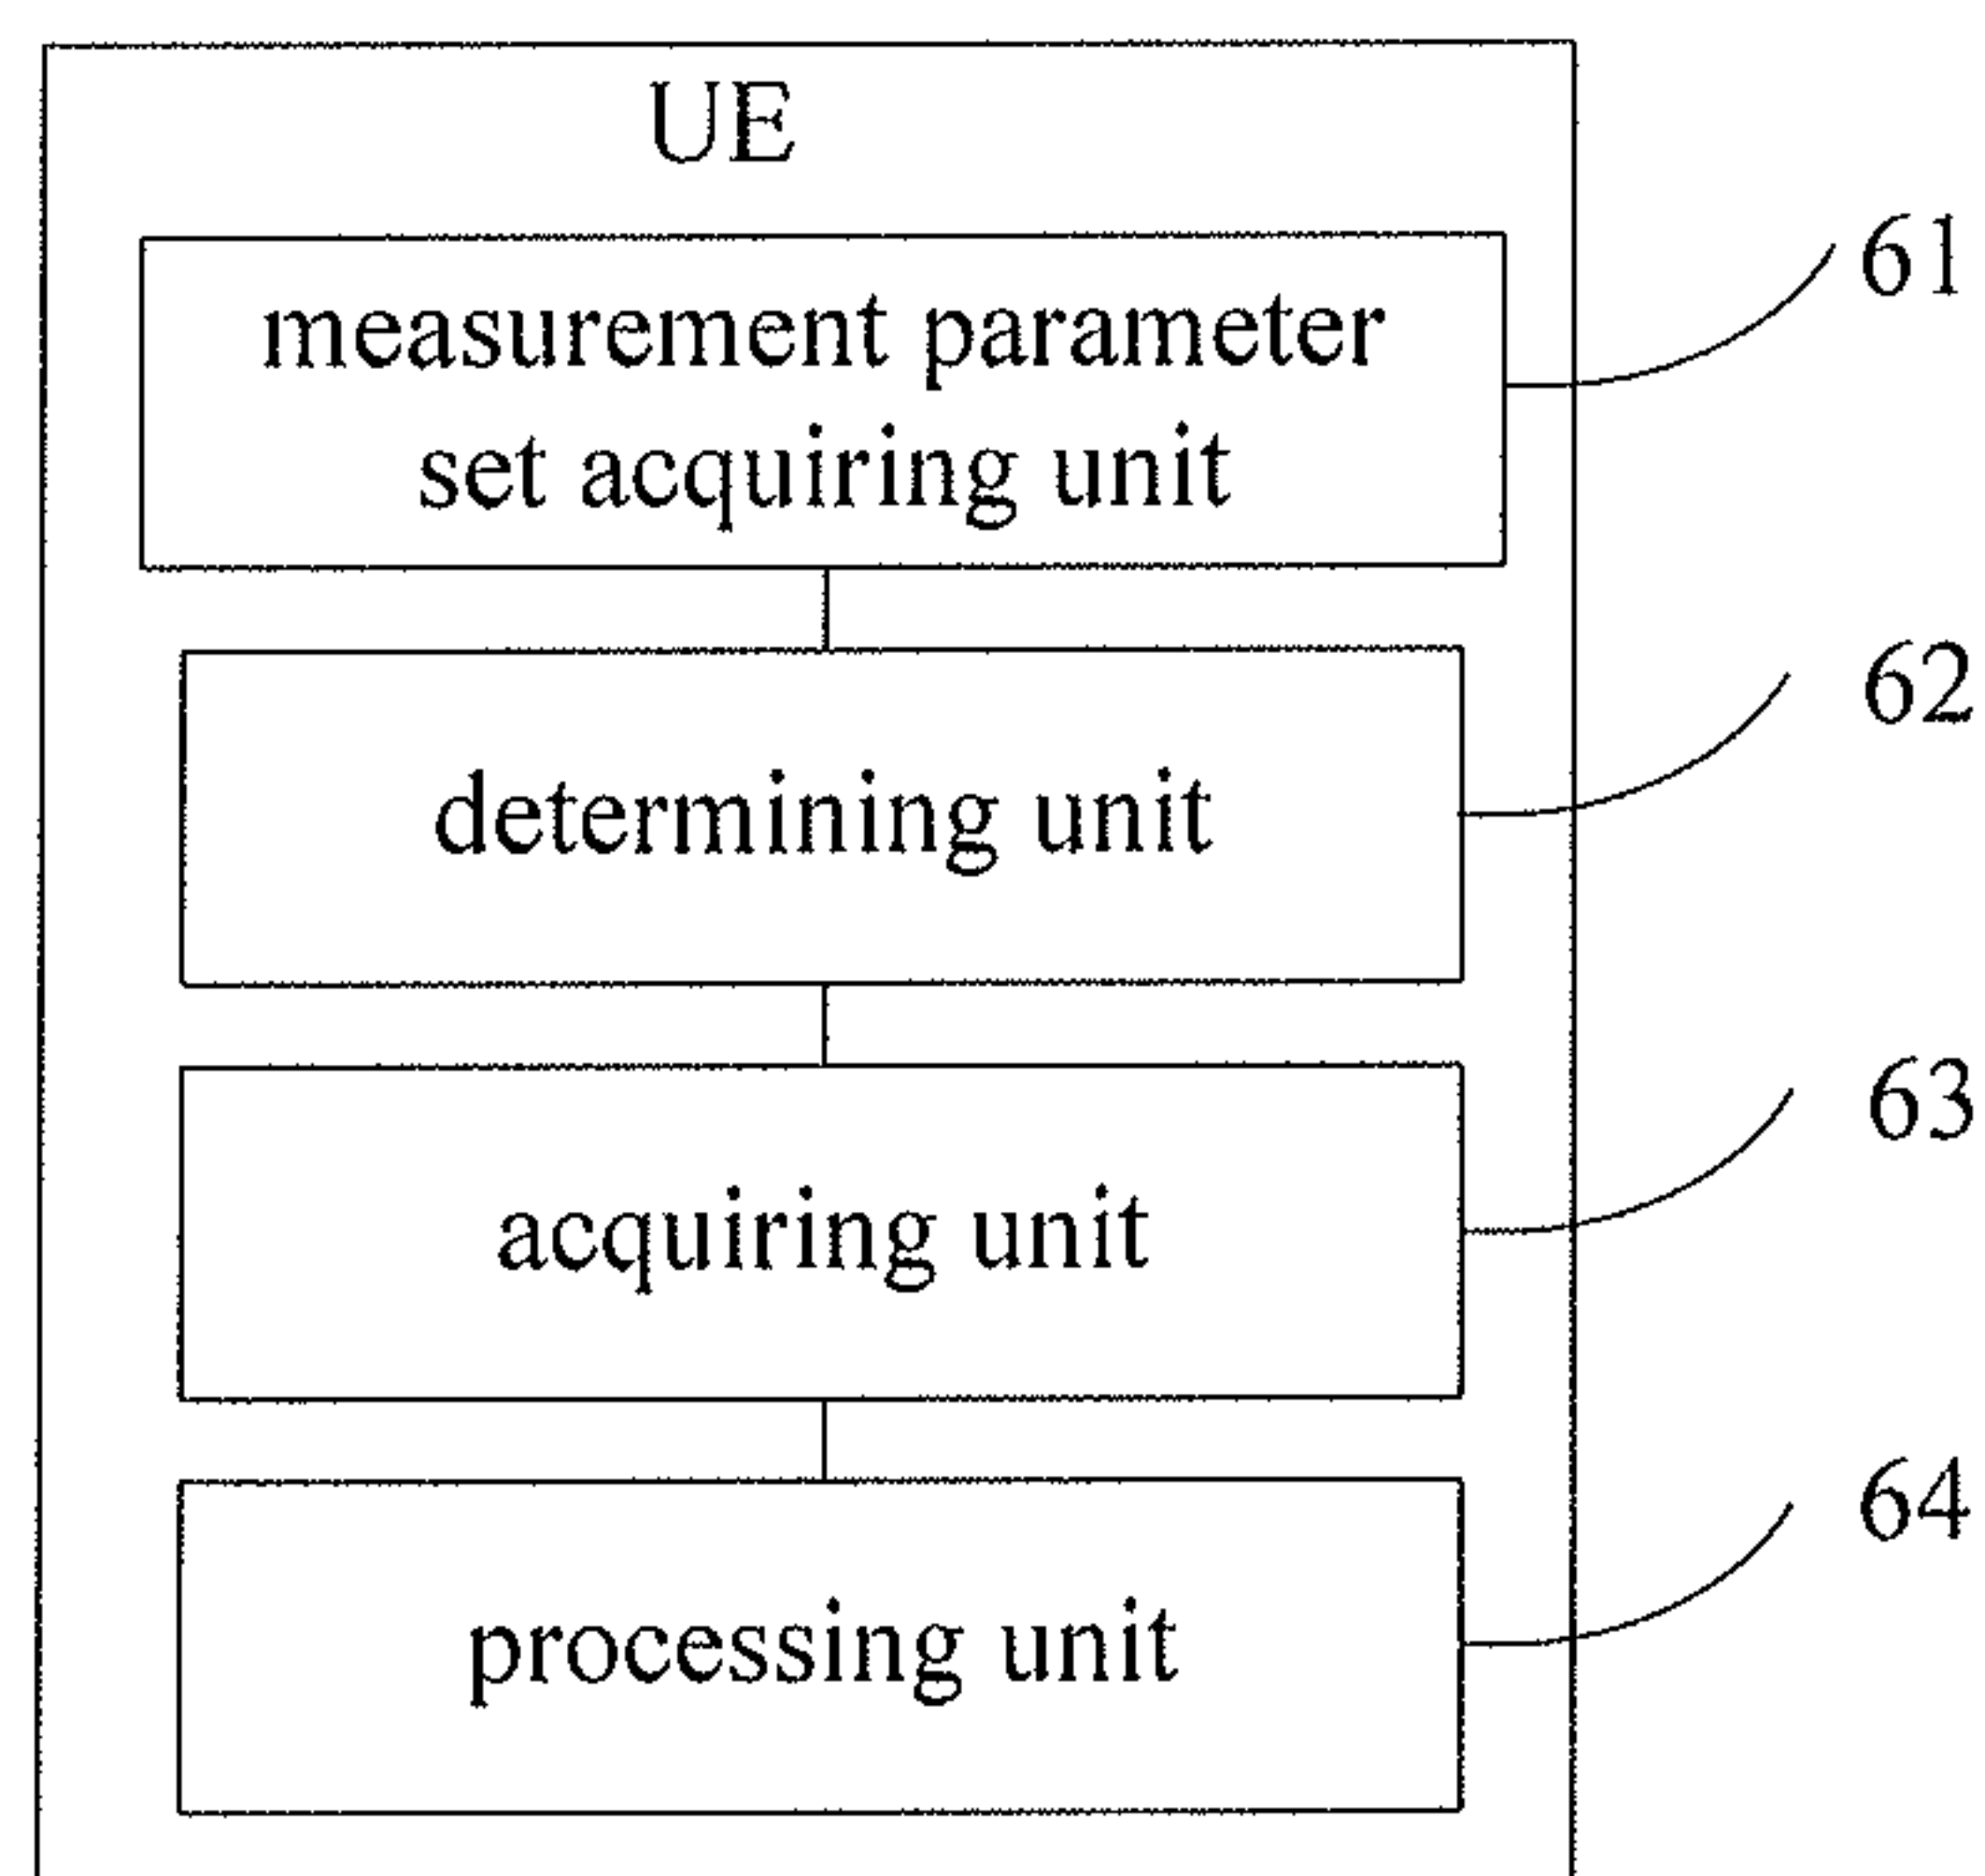 UE
61
measurement parameter
set acquiring unit
62
determining unit
63
acquiring unit
64
processing unit